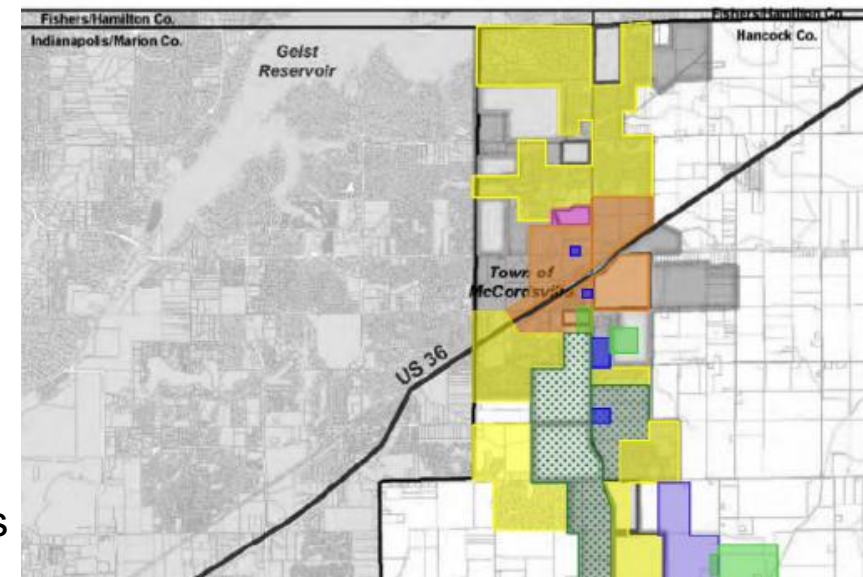 Fishers/Hamilton Co.
Indianapolis/Marion Co.
Geist
Reservoir
Fishers/Hamilton Co.
Hancock Co.
Town of
McCordsville
US 36
s